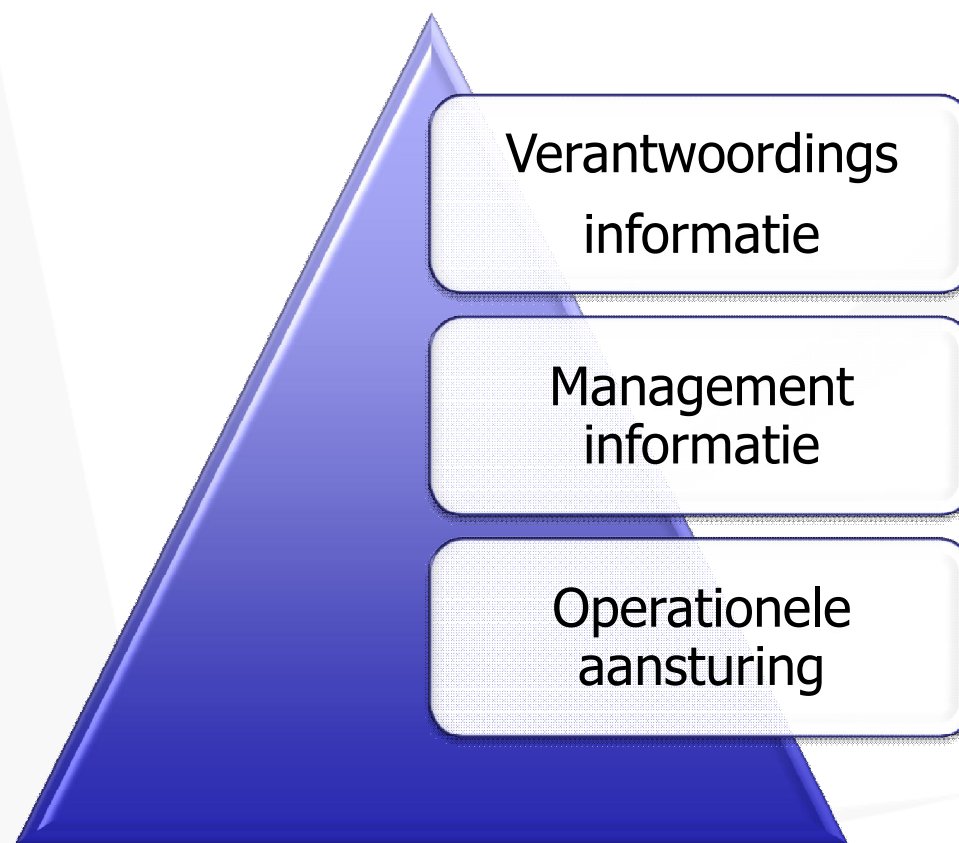 Verantwoordings
informatie
Management
informatie
Operationele
aansturing